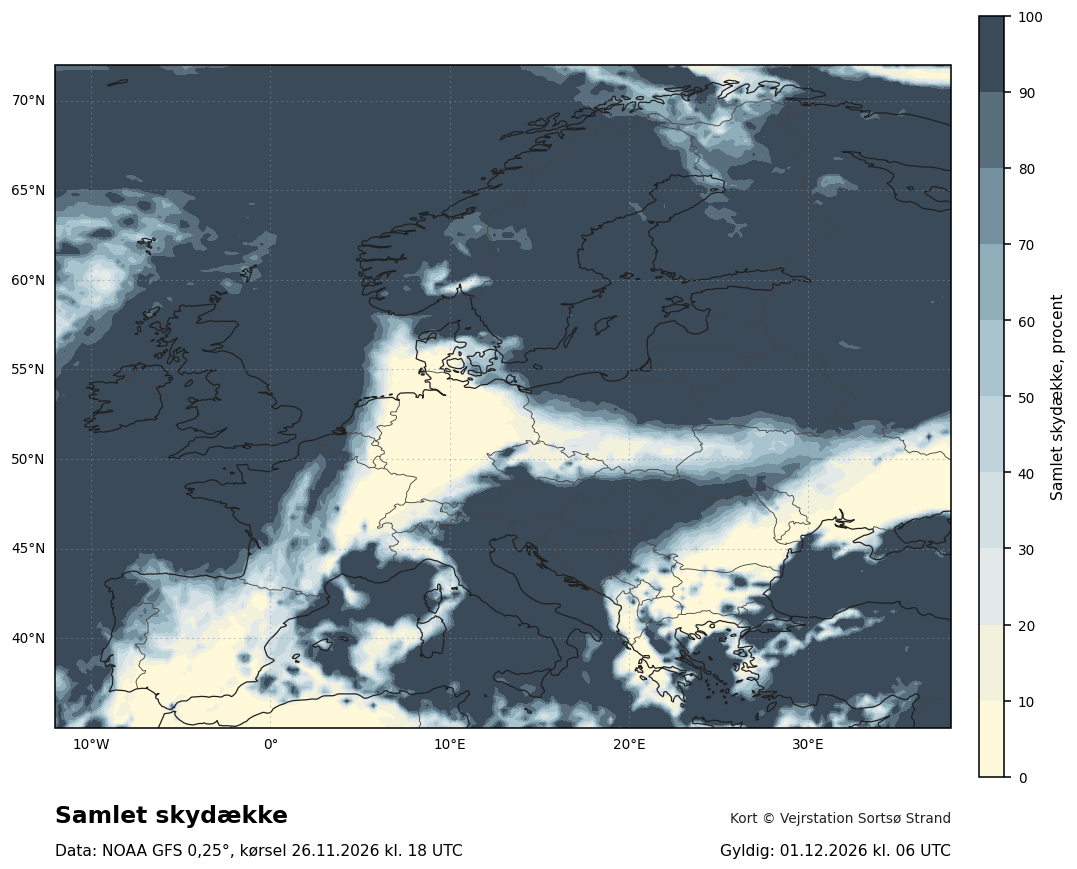 100
90
80
70
60
50
40
30
20
10
0
Samlet skydække, procent
70°N
65°N
60°N
55°N
50°N
45°N
40°N
10°W
0°
10°E
20°E
30°E
Samlet skydække
Kort © Vejrstation Sortsø Strand
Data: NOAA GFS 0,25°, kørsel 26.11.2026 kl. 18 UTC
Gyldig: 01.12.2026 kl. 06 UTC